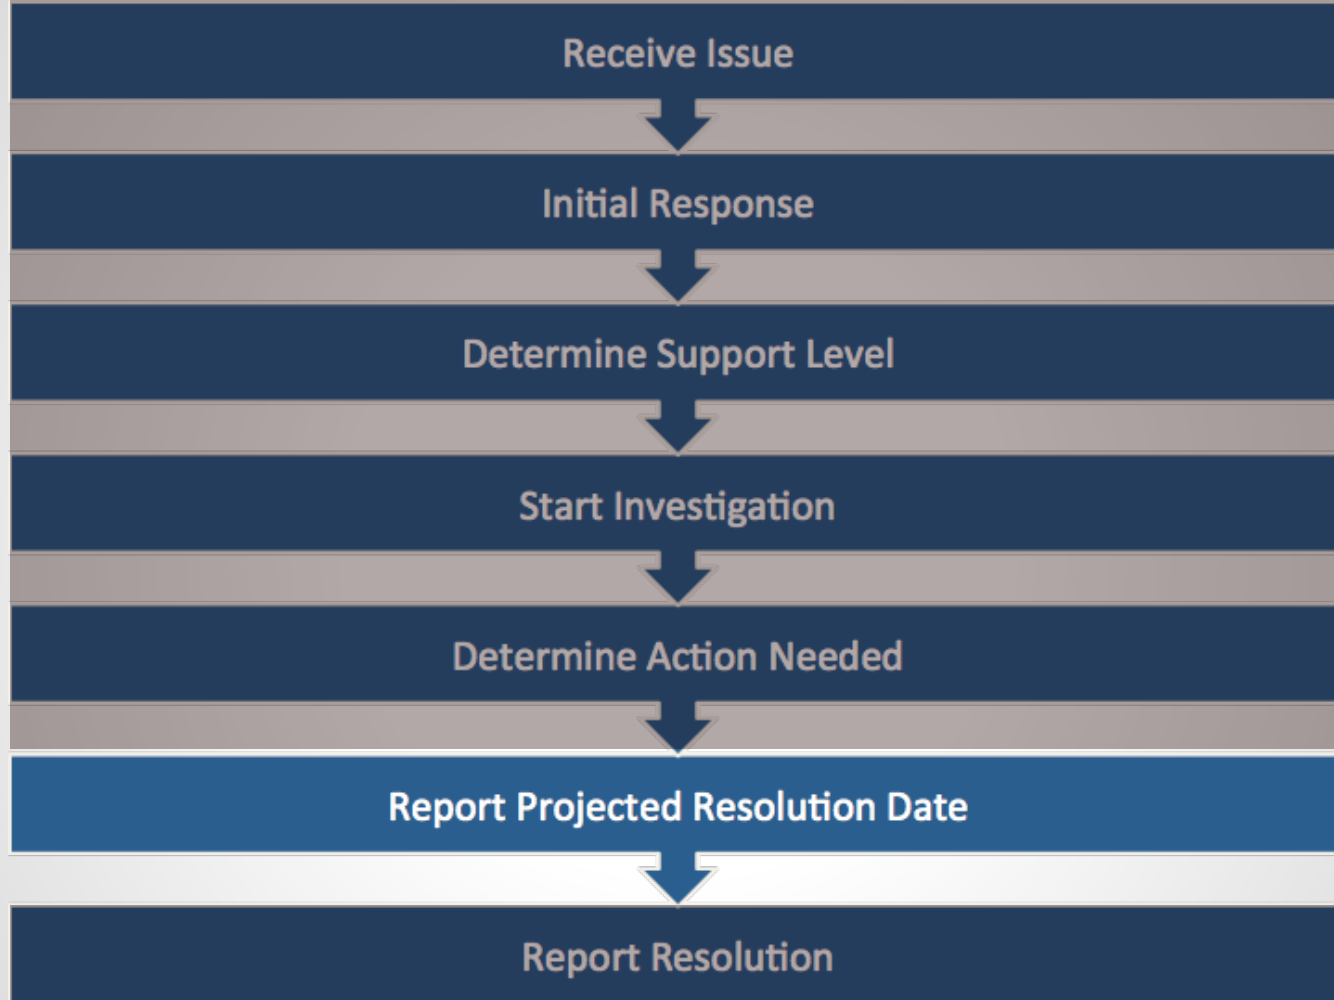 Receive Issue
Initial Response
Determine Support Level
Start Investigation
Determine Action Needed
Report Projected Resolution Date
Report Resolution